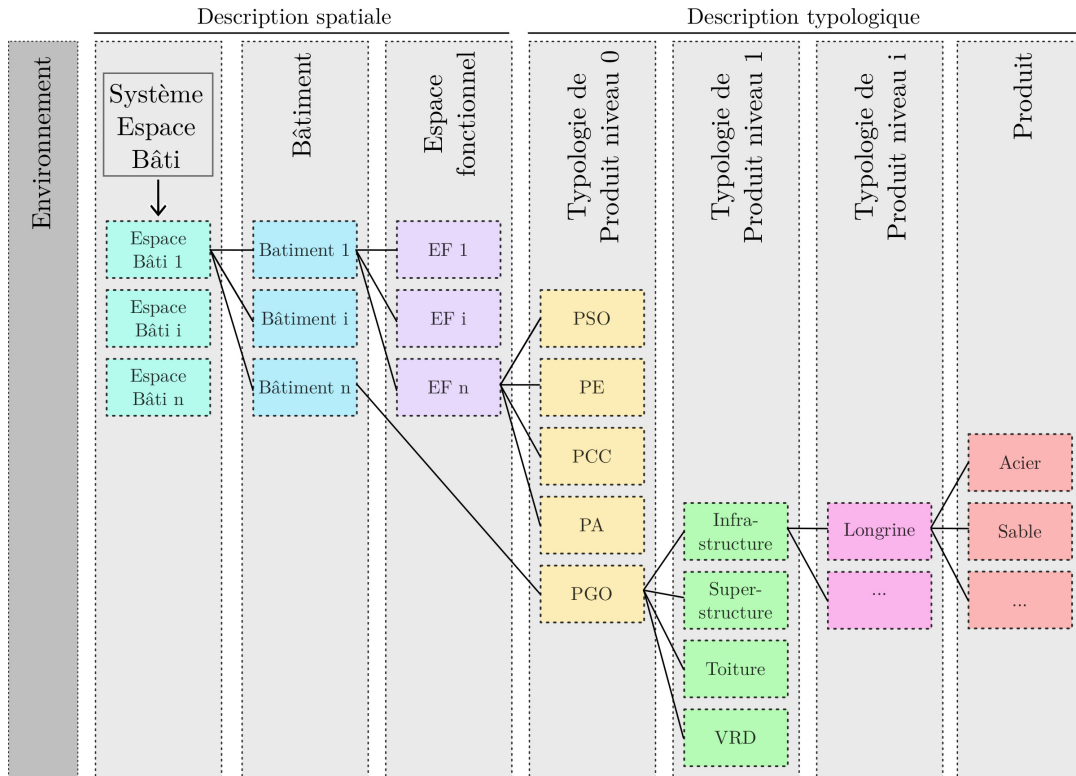 Description spatiale
Description typologique
Environnement
Système
Espace
Bâti
Bâtiment
Espace
fonctionnel
Typologie de
Produit niveau 0
Typologie de
Produit niveau 1
Typologie de
Produit niveau i
Produit
Espace
Bâti 1
Espace
Bâti i
Espace
Bâti n
Batiment 1
Bâtiment i
Bâtiment n
EF 1
EF i
EF n
PSO
PE
PCC
PA
PGO
Infra-
structure
Super-
structure
Toiture
VRD
Longrine
...
Acier
Sable
...